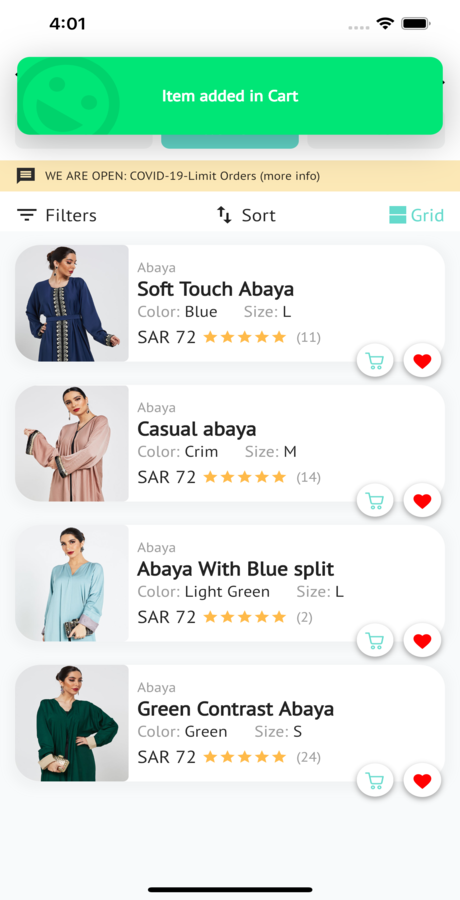 4:01
Item added in Cart
WE ARE OPEN: COVID-19-Limit Orders (more info)
Filters
Sort
Grid
Abaya
Soft Touch Abaya
Color: Blue Size: L
SAR 72 (11)
Abaya
Casual abaya
Color: Crim Size: M
SAR 72 (14)
Abaya
Abaya With Blue split
Color: Light Green Size: L
SAR 72 (2)
Abaya
Green Contrast Abaya
Color: Green Size: S
SAR 72 (24)